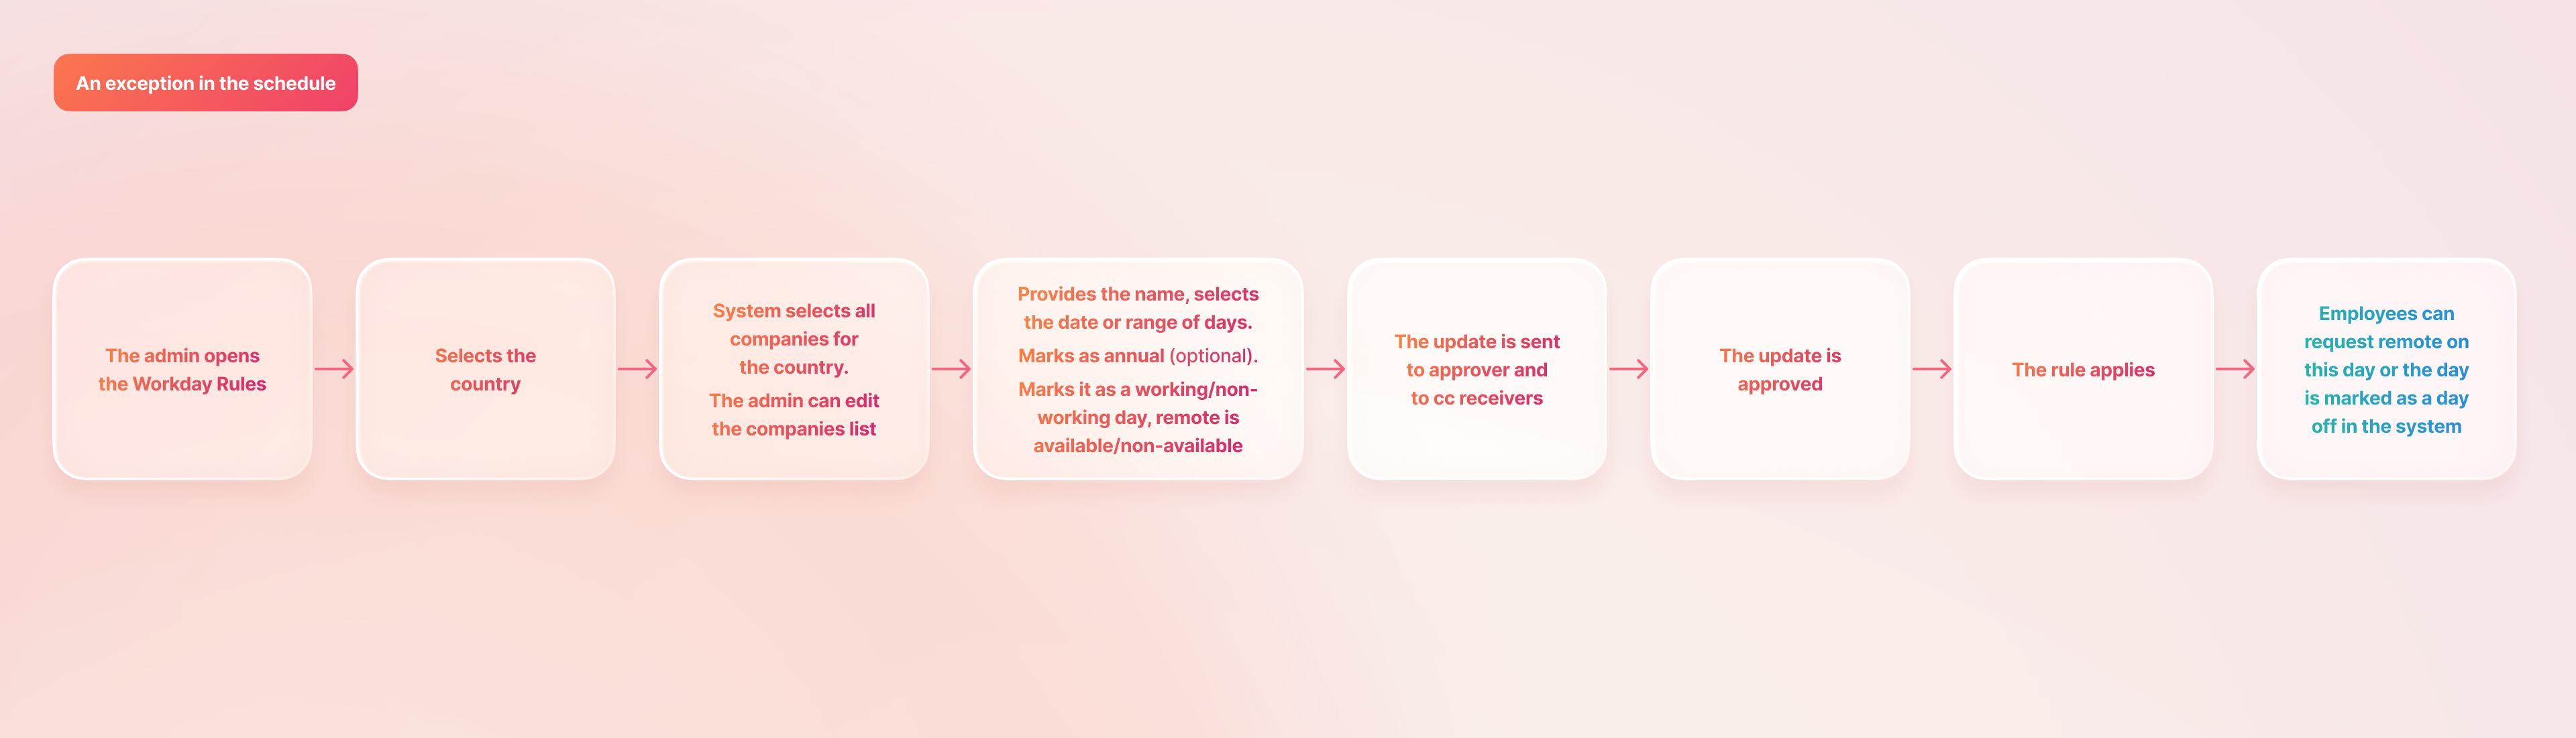 An exception in the schedule
The admin opens
the Workday Rules
Selects the
country
System selects all
companies for
the country.
The admin can edit
the companies list
Provides the name, selects
the date or range of days.
Marks as annual (optional).
Marks it as a working/non-
working day, remote is
available/non-available
The update is sent
to approver and
to cc receivers
The update is
approved
The rule applies
Employees can
request remote on
this day or the day
is marked as a day
off in the system